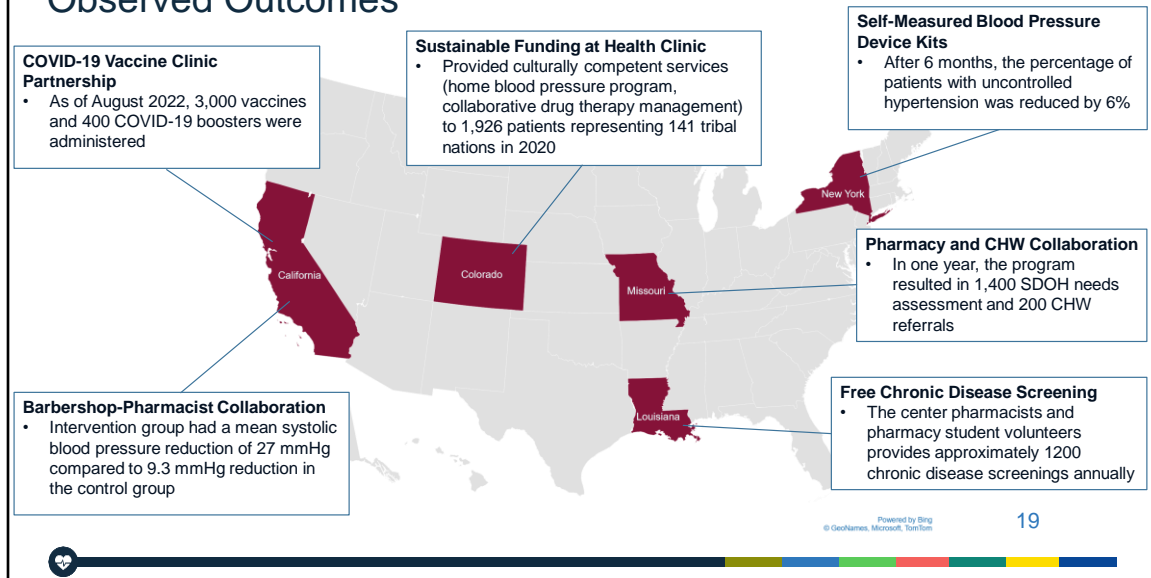 Observed Outcomes
COVID-19 Vaccine Clinic
Partnership
• As of August 2022, 3,000 vaccines
and 400 COVID-19 boosters were
administered
Sustainable Funding at Health Clinic
• Provided culturally competent services
(home blood pressure program,
collaborative drug therapy management)
to 1,926 patients representing 141 tribal
nations in 2020
Self-Measured Blood Pressure
Device Kits
• After 6 months, the percentage of
patients with uncontrolled
hypertension was reduced by 6%
New York
California
Colorado
Missouri
Louisiana
Pharmacy and CHW Collaboration
• In one year, the program
resulted in 1,400 SDOH needs
assessment and 200 CHW
referrals
Barbershop-Pharmacist Collaboration
• Intervention group had a mean systolic
blood pressure reduction of 27 mmHg
compared to 9.3 mmHg reduction in
the control group
Free Chronic Disease Screening
• The center pharmacists and
pharmacy student volunteers
provides approximately 1200
chronic disease screenings annually
Powered by Bing
© GeoNames, Microsoft, TomTom
19